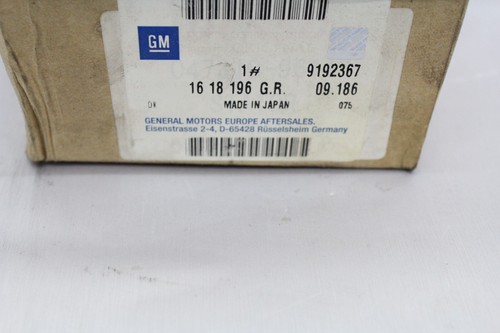 GM
1# 9192367
16 18 196 G.R. 09.186
DK MADE IN JAPAN 075
GENERAL MOTORS EUROPE AFTERSALES.
Eisenstrasse 2-4, D-65428 Rüsselsheim Germany